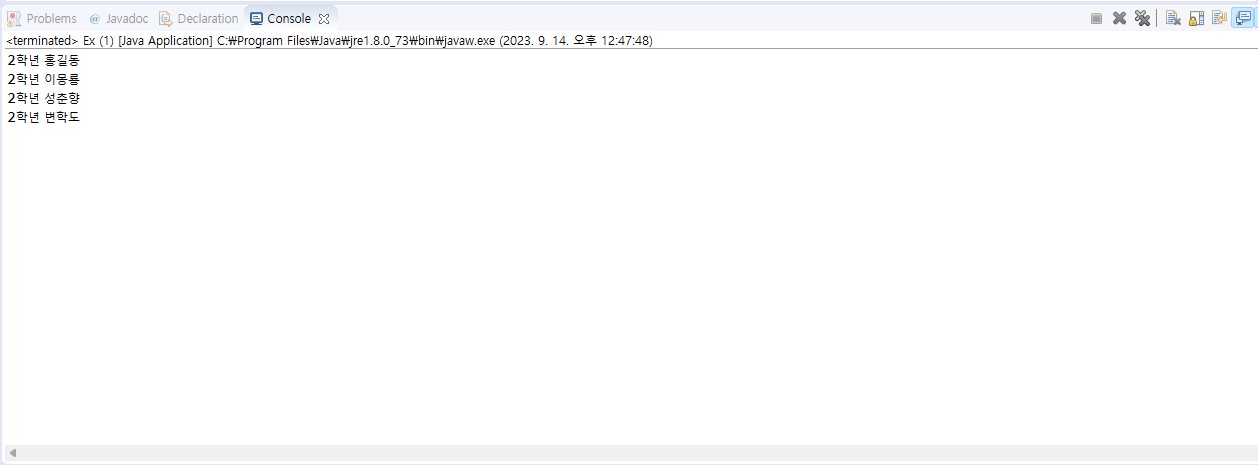 Problems @ Javadoc Declaration Console
<terminated> Ex (1) [Java Application] C:₩Program Files₩Java₩jre1.8.0_73₩bin₩javaw.exe (2023. 9. 14. 오후 12:47:48)
2학년 홍길동
2학년 이몽룡
2학년 성춘향
2학년 변학도